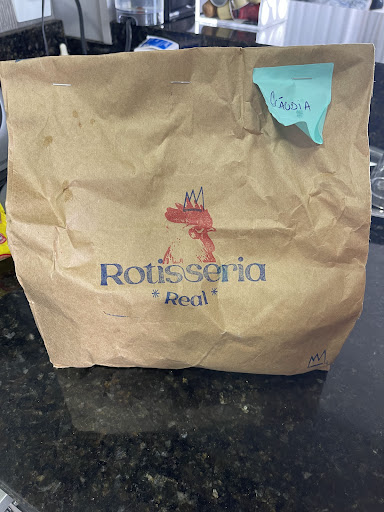 CLÁUDIA
Rotisseria
* Real *